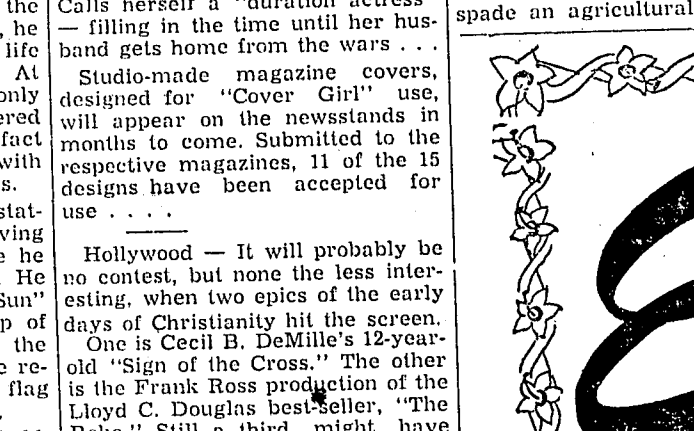 the
, he
life
At
only
ered
fact
with
s.
stat-
ving
e he
He
Sun"
p of
the
e re-
flag
Calls herself a "duration actress"
— filling in the time until her hus-
band gets home from the wars . . .
Studio-made magazine covers,
designed for "Cover Girl" use,
will appear on the newsstands in
months to come. Submitted to the
respective magazines, 11 of the 15
designs have been accepted for
use . . . .
Hollywood — It will probably be
no contest, but none the less inter-
esting, when two epics of the early
days of Christianity hit the screen.
One is Cecil B. DeMille's 12-year-
old "Sign of the Cross." The other
is the Frank Ross production of the
Lloyd C. Douglas best-seller, "The
Robe." Still a third might have
spade an agricultural